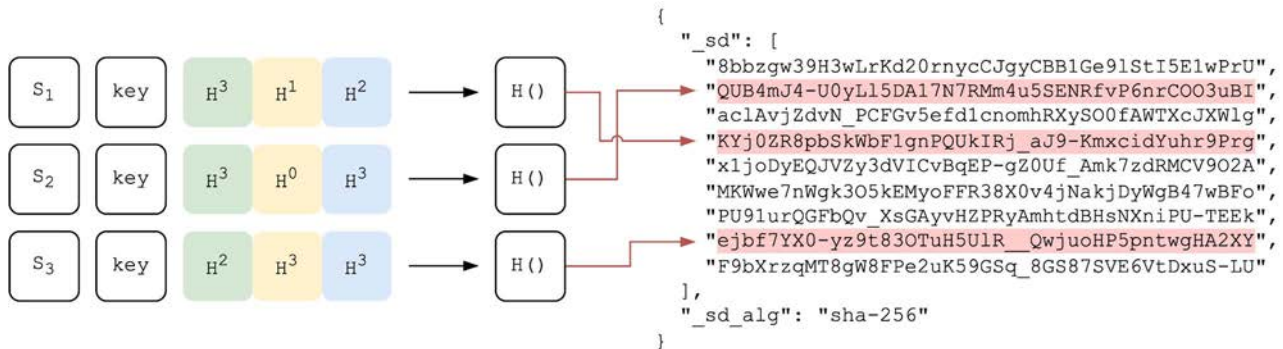 S1 key H3 H1 H2 H()
S2 key H3 H0 H3 H()
S3 key H2 H3 H3 H()
{
"_sd": [
"8bbzgw39H3wLrKd20rnycCJgyCBB1Ge9lStI5E1wPrU",
"QUB4mJ4-U0yLl5DA17N7RMm4u5SENRfvP6nrCOO3uBI",
"aclAvjZdvN_PCFGv5efd1cnomhRXySO0fAWTXcJXWlg",
"KYj0ZR8pbSkWbF1gnPQUkIRj_aJ9-KmxcidYuhr9Prg",
"x1joDyEQJVZy3dVICvBqEP-gZ0Uf_Amk7zdRMCV9O2A",
"MKWwe7nWgk3O5kEMyoFFR38X0v4jNakjDyWgB47wBFo",
"PU91urQGFbQv_XsGAyvHZPRyAmhtdBHsNXniPU-TEEk",
"ejbf7YX0-yz9t83OTuH5UlR__QwjuoHP5pntwgHA2XY",
"F9bXrzqMT8gW8FPe2uK59GSq_8GS87SVE6VtDxuS-LU"
],
"_sd_alg": "sha-256"
}